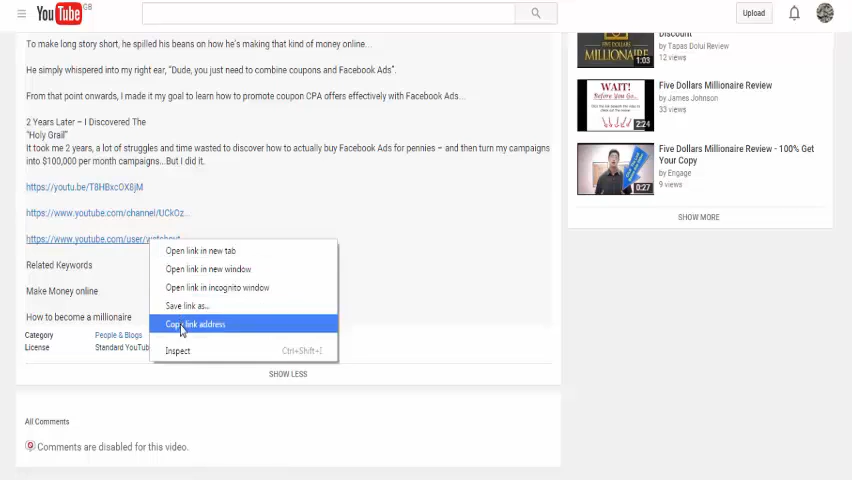 YouTube GB
Upload
To make long story short, he spilled his beans on how he's making that kind of money online...
He simply whispered into my right ear, "Dude, you just need to combine coupons and Facebook Ads".
From that point onwards, I made it my goal to learn how to promote coupon CPA offers effectively with Facebook Ads...
2 Years Later – I Discovered The
"Holy Grail"
It took me 2 years, a lot of struggles and time wasted to discover how to actually buy Facebook Ads for pennies – and then turn my campaigns
into $100,000 per month campaigns...But I did it.
https://youtu.be/T8HBxcOX8jM
https://www.youtube.com/channel/UCkOz...
https://www.youtube.com/user/
Related Keywords
Make Money online
How to become a millionaire
Category People & Blogs
License Standard YouTub
Open link in new tab
Open link in new window
Open link in incognito window
Save link as...
Copy link address
Inspect Ctrl+Shift+I
SHOW LESS
All Comments
Comments are disabled for this video.
FIVE DOLLARS
MILLIONAIRE
1:03
Discount
by Tapas Dolui Review
12 views
WAIT!
Before You Go...
2:24
Five Dollars Millionaire Review
by James Johnson
33 views
0:27
Five Dollars Millionaire Review - 100% Get
Your Copy
by Engage
9 views
SHOW MORE